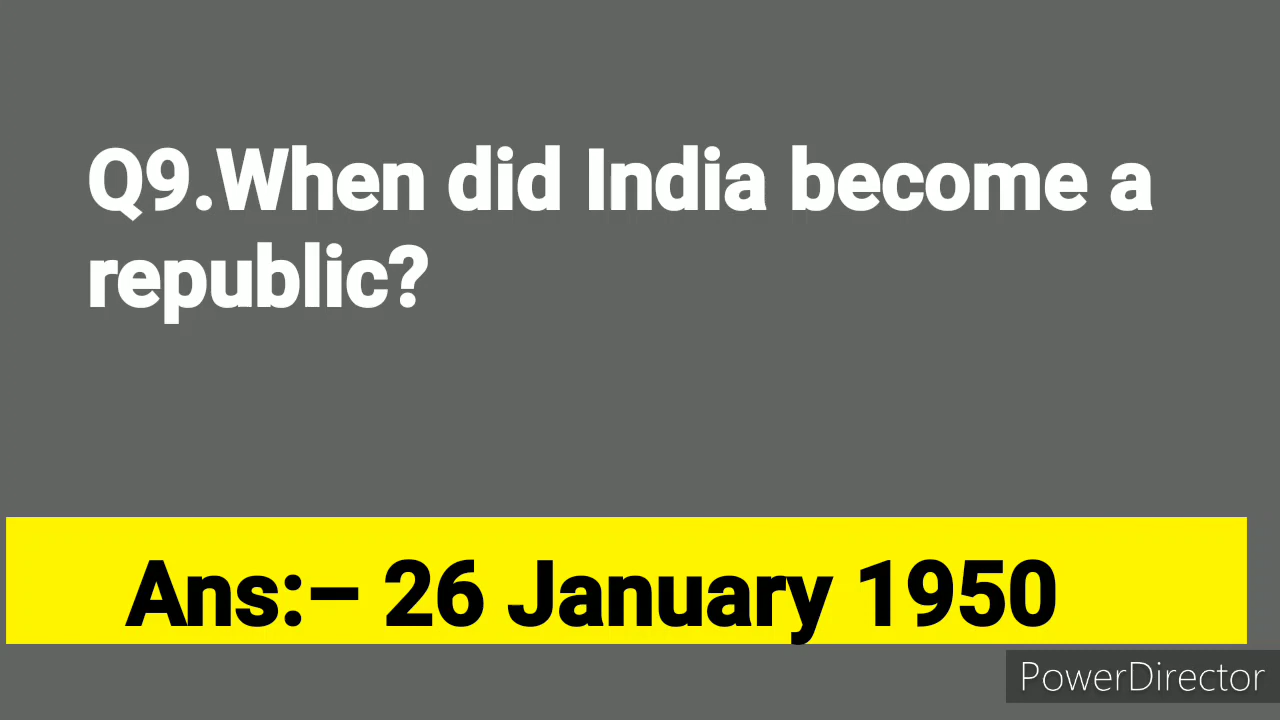 Q9.When did India become a
republic?
Ans:– 26 January 1950
PowerDirector